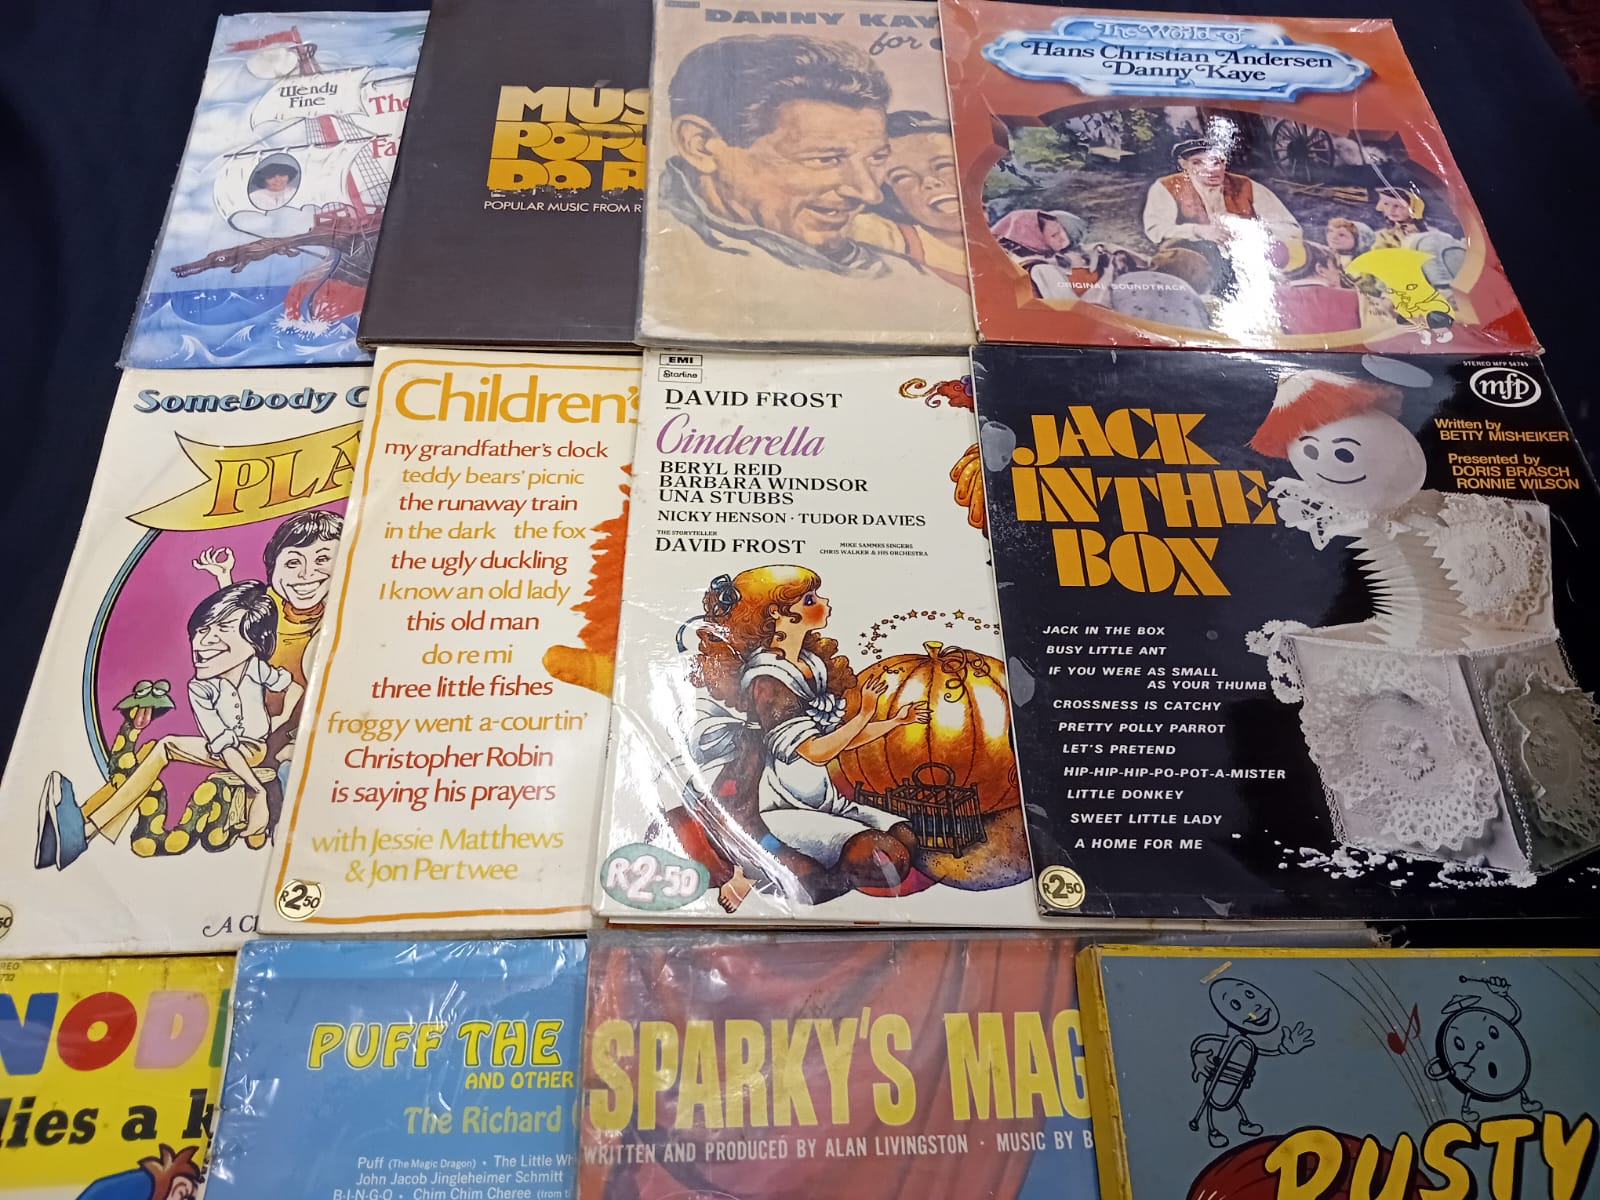 Wendy
Fine
The
Fa
MÚS
POPU
DO R
POPULAR MUSIC FROM R
DANNY KAY
for
The World of
Hans Christian Andersen
Danny Kaye
ORIGINAL SOUNDTRACK
Somebody C
PLA
50
A C
Children's
my grandfather's clock
teddy bears' picnic
the runaway train
in the dark the fox
the ugly duckling
I know an old lady
this old man
do re mi
three little fishes
froggy went a-courtin'
Christopher Robin
is saying his prayers
with Jessie Matthews
& Jon Pertwee
R2.50
EMI
Starline
DAVID FROST
Cinderella
BERYL REID
BARBARA WINDSOR
UNA STUBBS
NICKY HENSON · TUDOR DAVIES
THE STORYTELLER
DAVID FROST
MIKE SAMMES SINGERS
CHRIS WALKER & HIS ORCHESTRA
R2·50
STEREO MFP 54745
mfp
JACK
IN THE
BOX
Written by
BETTY MISHEIKER
Presented by
DORIS BRASCH
RONNIE WILSON
JACK IN THE BOX
BUSY LITTLE ANT
IF YOU WERE AS SMALL
AS YOUR THUMB
CROSSNESS IS CATCHY
PRETTY POLLY PARROT
LET'S PRETEND
HIP-HIP-HIP-PO-POT-A-MISTER
LITTLE DONKEY
SWEET LITTLE LADY
A HOME FOR ME
R250
REO
732
NOD
lies a k
PUFF THE
AND OTHER
The Richard
Puff (The Magic Dragon) • The Little Wh
John Jacob Jingleheimer Schmitt
B-I-N-G-O • Chim Chim Cheree (from t
SPARKY'S MAG
WRITTEN AND PRODUCED BY ALAN LIVINGSTON · MUSIC BY B
RUSTY